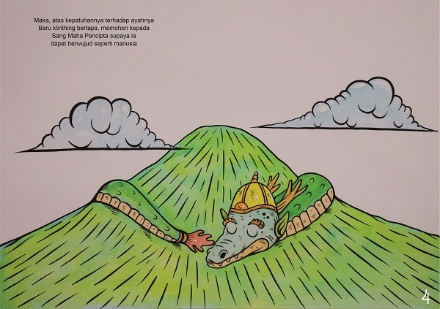 Maka, atas kepatuhannya terhadap ayahnya
Baru klinthing bertapa, memohon kepada
Sang Maha Pencipta supaya ia
dapat berwujud seperti manusia
4